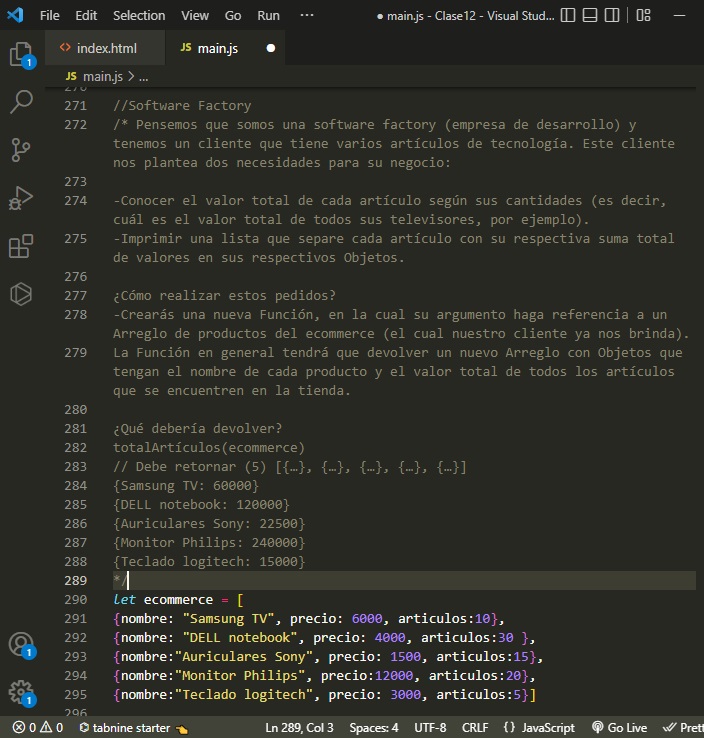 File Edit Selection View Go Run ··· ● main.js - Clase12 - Visual Stud...
1
<> index.html JS main.js ●
JS main.js > ...
270
271 //Software Factory
272 /* Pensemos que somos una software factory (empresa de desarrollo) y
tenemos un cliente que tiene varios artículos de tecnología. Este cliente
nos plantea dos necesidades para su negocio:
273
274 -Conocer el valor total de cada artículo según sus cantidades (es decir,
cuál es el valor total de todos sus televisores, por ejemplo).
275 -Imprimir una lista que separe cada artículo con su respectiva suma total
de valores en sus respectivos Objetos.
276
277 ¿Cómo realizar estos pedidos?
278 -Crearás una nueva Función, en la cual su argumento haga referencia a un
Arreglo de productos del ecommerce (el cual nuestro cliente ya nos brinda).
279 La Función en general tendrá que devolver un nuevo Arreglo con Objetos que
tengan el nombre de cada producto y el valor total de todos los artículos
que se encuentren en la tienda.
280
281 ¿Qué debería devolver?
282 totalArtículos(ecommerce)
283 // Debe retornar (5) [{…}, {…}, {…}, {…}, {…}]
284 {Samsung TV: 60000}
285 {DELL notebook: 120000}
286 {Auriculares Sony: 22500}
287 {Monitor Philips: 240000}
288 {Teclado logitech: 15000}
289 */
290 let ecommerce = [
291 {nombre: "Samsung TV", precio: 6000, articulos:10},
292 {nombre: "DELL notebook", precio: 4000, articulos:30 },
293 {nombre:"Auriculares Sony", precio: 1500, articulos:15},
294 {nombre:"Monitor Philips", precio:12000, articulos:20},
295 {nombre:"Teclado logitech", precio: 3000, articulos:5}]
296
1
1
0 0 tabnine starter Ln 289, Col 3 Spaces: 4 UTF-8 CRLF {} JavaScript Go Live Prett